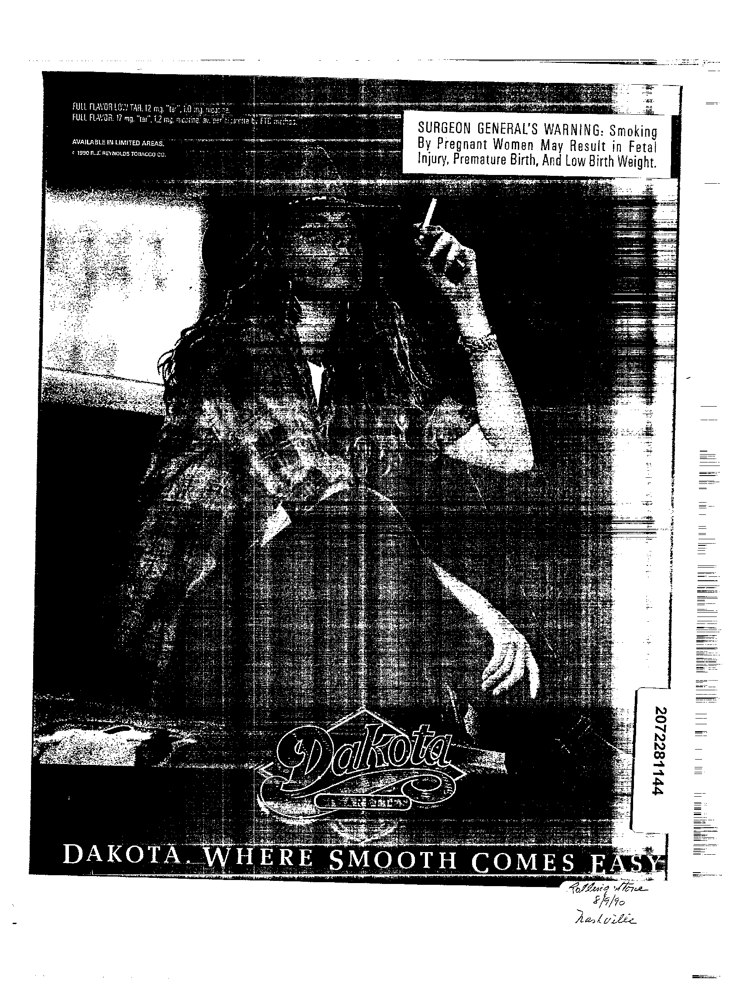 FULL FLAVOR LOW TAR, 12 mg. "tar", 1.0 mg. nicotine,
FULL FLAVOR, 17 mg. "tar", 1.2 mg. nicotine, av. per cigarette by FTC method.
AVAILABLE IN LIMITED AREAS.
© 1990 R.J. REYNOLDS TOBACCO CO.
SURGEON GENERAL'S WARNING: Smoking
By Pregnant Women May Result in Fetal
Injury, Premature Birth, And Low Birth Weight.
2072281144
Dakota
CIGARETTES
DAKOTA. WHERE SMOOTH COMES EASY
Rolling Stone
8/9/90
Nashville